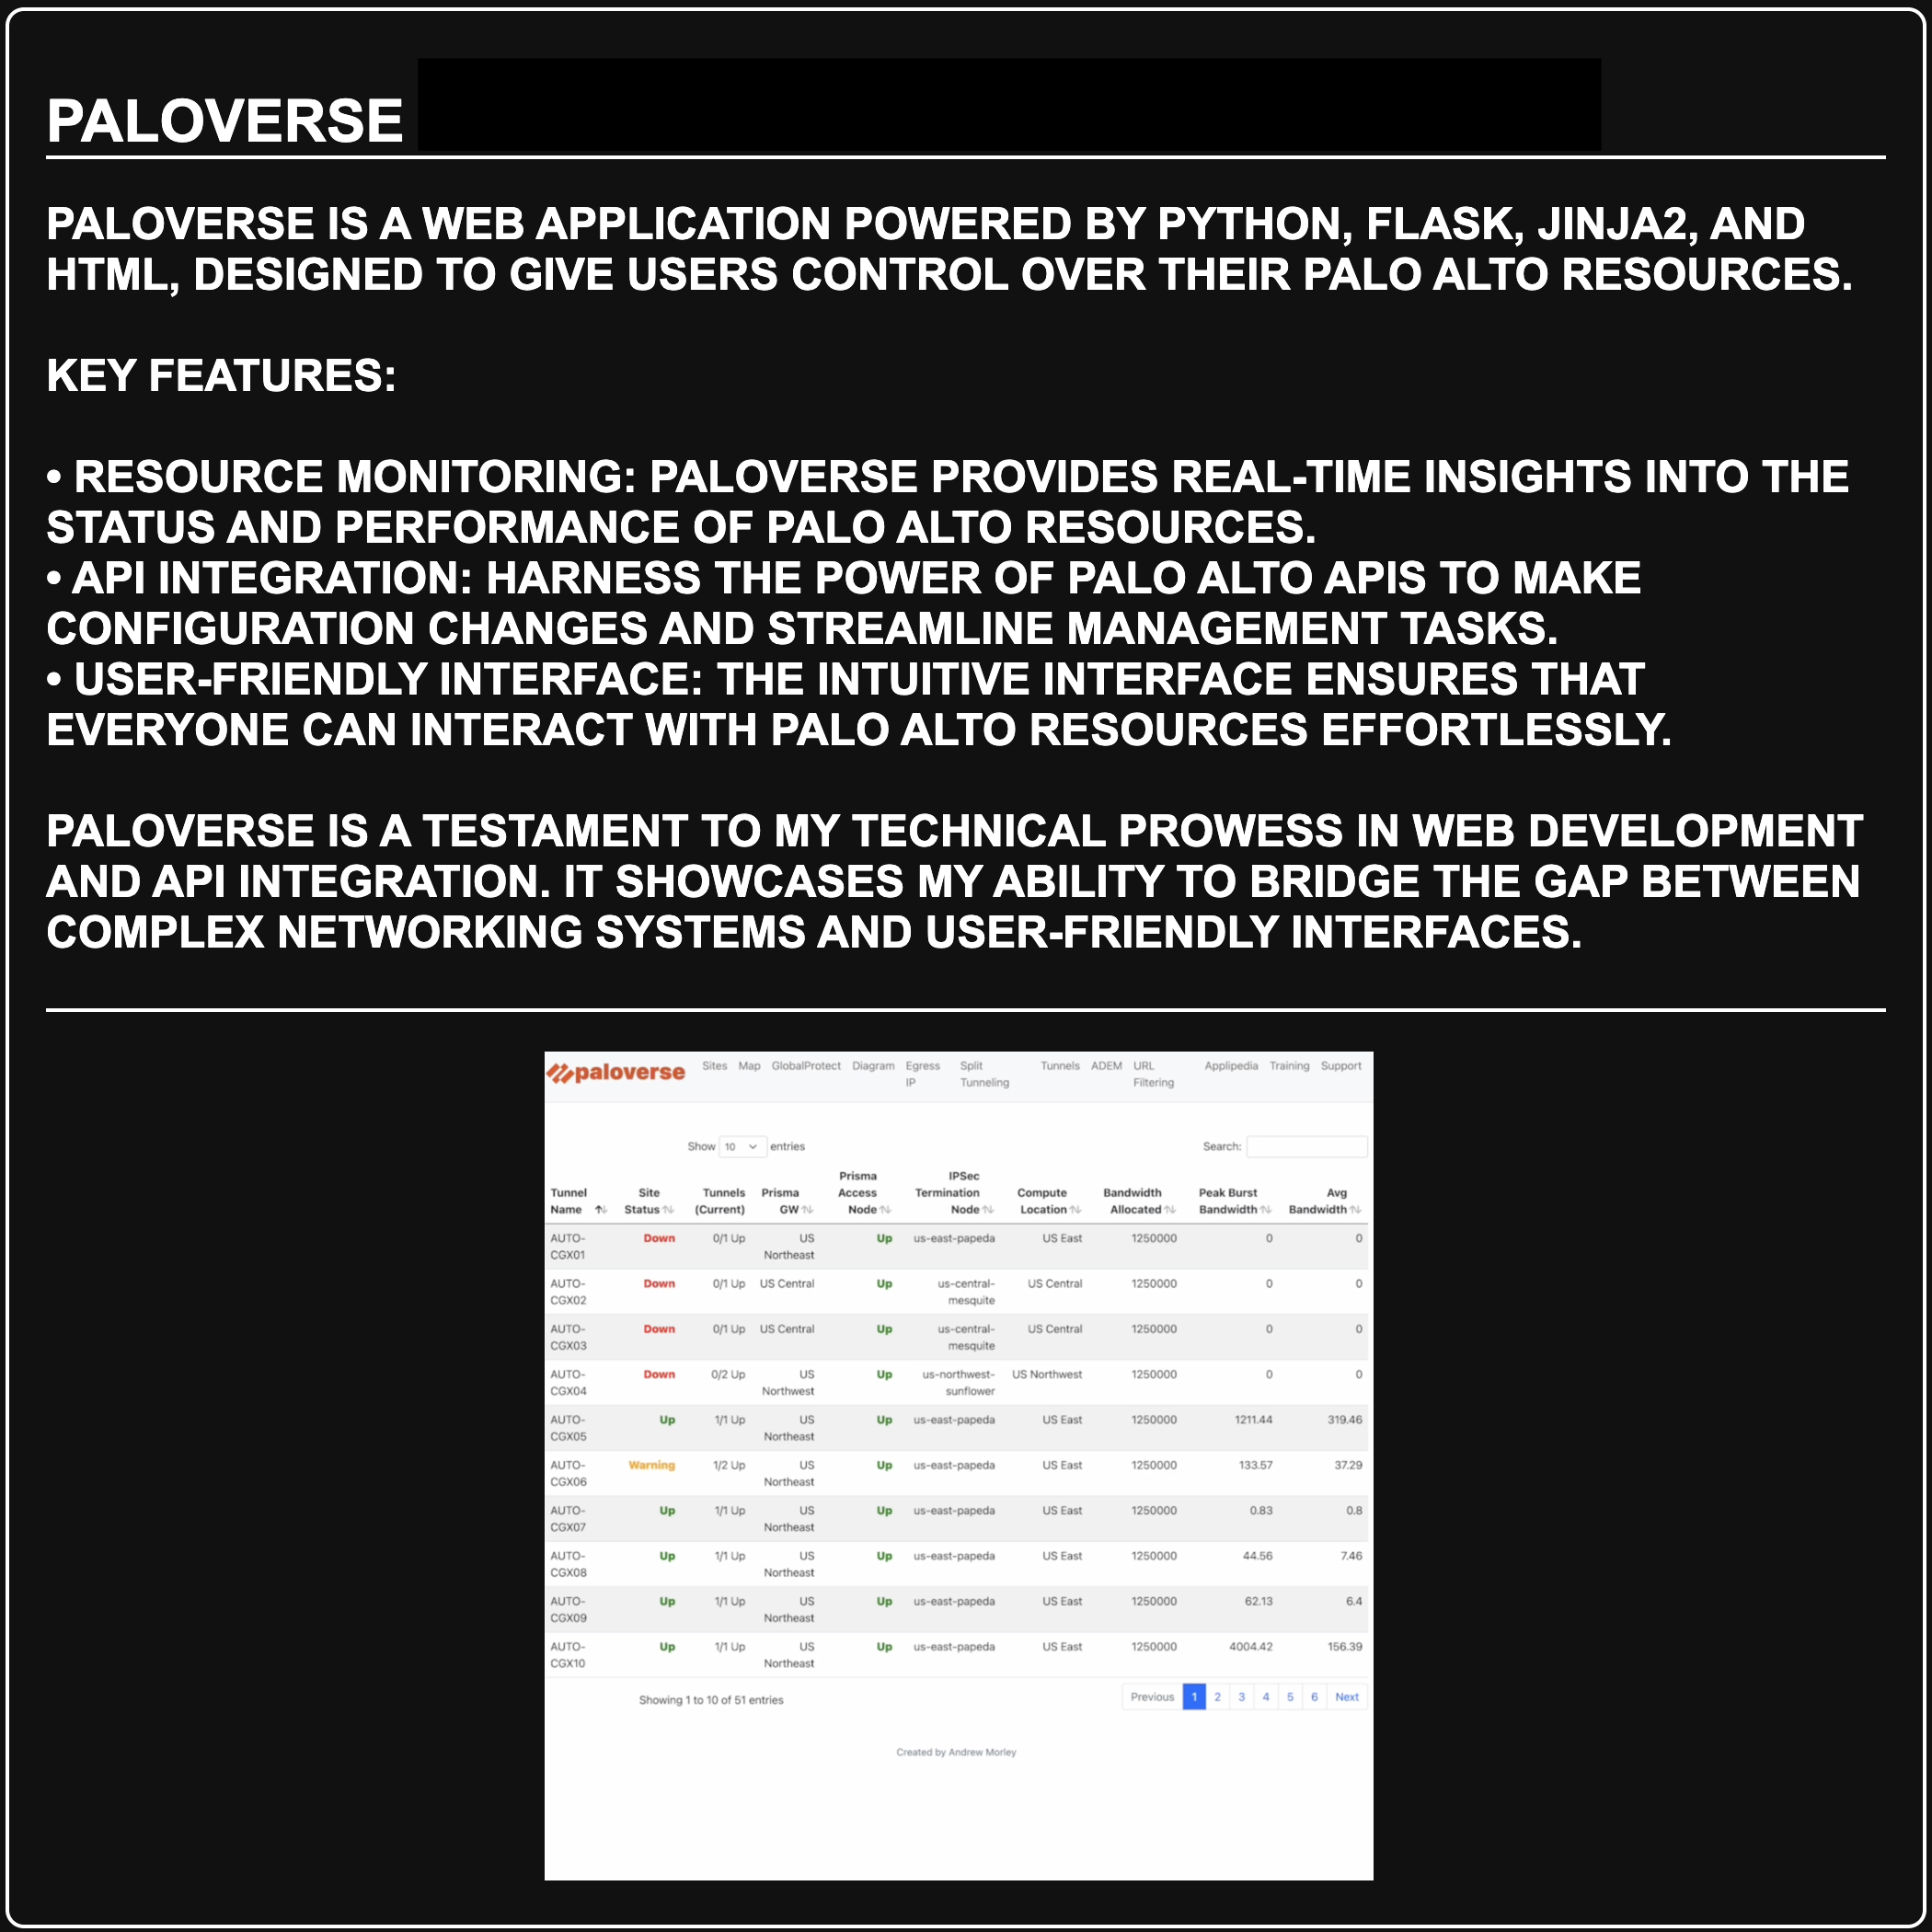 PALOVERSE
PALOVERSE IS A WEB APPLICATION POWERED BY PYTHON, FLASK, JINJA2, AND
HTML, DESIGNED TO GIVE USERS CONTROL OVER THEIR PALO ALTO RESOURCES.
KEY FEATURES:
• RESOURCE MONITORING: PALOVERSE PROVIDES REAL-TIME INSIGHTS INTO THE
STATUS AND PERFORMANCE OF PALO ALTO RESOURCES.
• API INTEGRATION: HARNESS THE POWER OF PALO ALTO APIS TO MAKE
CONFIGURATION CHANGES AND STREAMLINE MANAGEMENT TASKS.
• USER-FRIENDLY INTERFACE: THE INTUITIVE INTERFACE ENSURES THAT
EVERYONE CAN INTERACT WITH PALO ALTO RESOURCES EFFORTLESSLY.
PALOVERSE IS A TESTAMENT TO MY TECHNICAL PROWESS IN WEB DEVELOPMENT
AND API INTEGRATION. IT SHOWCASES MY ABILITY TO BRIDGE THE GAP BETWEEN
COMPLEX NETWORKING SYSTEMS AND USER-FRIENDLY INTERFACES.
paloverse Sites Map GlobalProtect Diagram Egress IP Split Tunneling Tunnels ADEM URL Filtering Applipedia Training Support
Show 10 entries Search:
Tunnel Name Site Status Tunnels (Current) Prisma GW Prisma Access Node IPSec Termination Node Compute Location Bandwidth Allocated Peak Burst Bandwidth Avg Bandwidth
AUTO-CGX01 Down 0/1 Up US Northeast Up us-east-papeda US East 1250000 0 0
AUTO-CGX02 Down 0/1 Up US Central Up us-central-mesquite US Central 1250000 0 0
AUTO-CGX03 Down 0/1 Up US Central Up us-central-mesquite US Central 1250000 0 0
AUTO-CGX04 Down 0/2 Up US Northwest Up us-northwest-sunflower US Northwest 1250000 0 0
AUTO-CGX05 Up 1/1 Up US Northeast Up us-east-papeda US East 1250000 1211.44 319.46
AUTO-CGX06 Warning 1/2 Up US Northeast Up us-east-papeda US East 1250000 133.57 37.29
AUTO-CGX07 Up 1/1 Up US Northeast Up us-east-papeda US East 1250000 0.83 0.8
AUTO-CGX08 Up 1/1 Up US Northeast Up us-east-papeda US East 1250000 44.56 7.46
AUTO-CGX09 Up 1/1 Up US Northeast Up us-east-papeda US East 1250000 62.13 6.4
AUTO-CGX10 Up 1/1 Up US Northeast Up us-east-papeda US East 1250000 4004.42 156.39
Showing 1 to 10 of 51 entries Previous 1 2 3 4 5 6 Next
Created by Andrew Morley